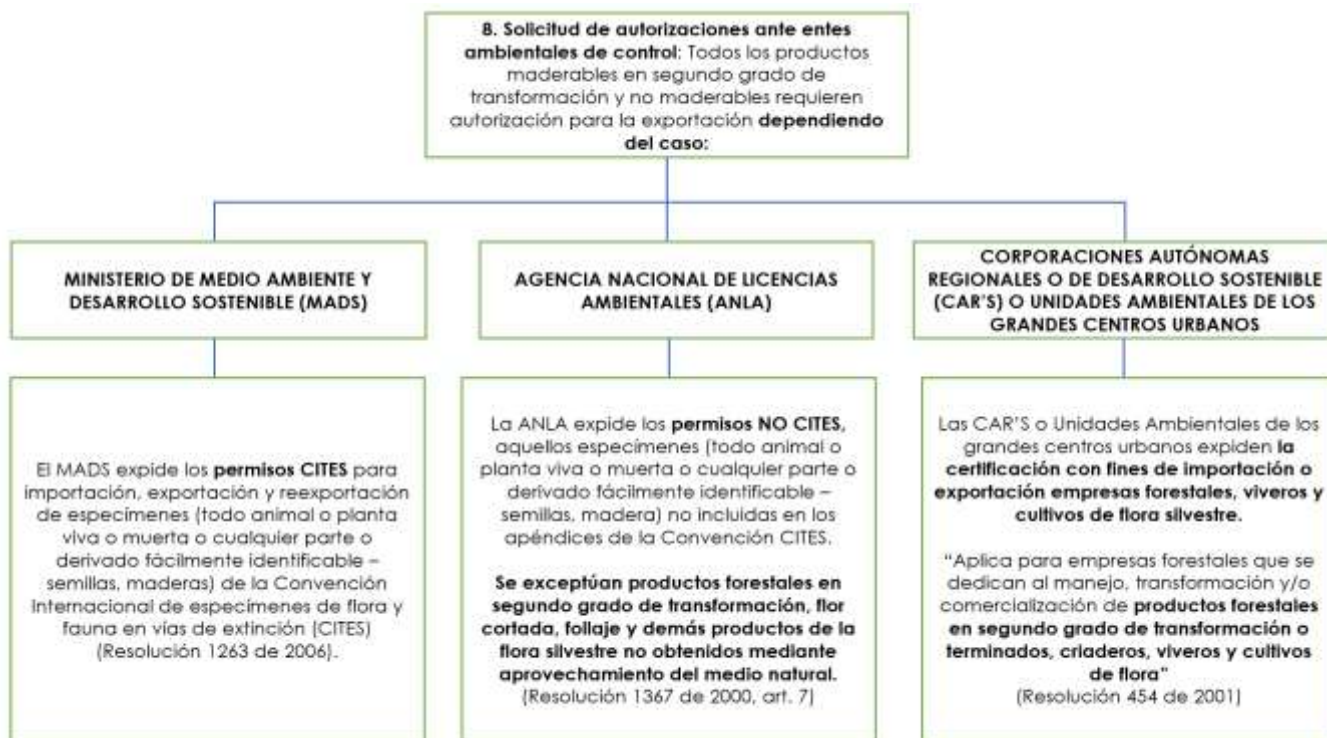 8. Solicitud de autorizaciones ante entes
ambientales de control: Todos los productos
maderables en segundo grado de
transformación y no maderables requieren
autorización para la exportación dependiendo
del caso:
MINISTERIO DE MEDIO AMBIENTE Y
DESARROLLO SOSTENIBLE (MADS)
El MADS expide los permisos CITES para
importación, exportación y reexportación
de especímenes (todo animal o planta
viva o muerta o cualquier parte o
derivado fácilmente identificable –
semillas, maderas) de la Convención
Internacional de especímenes de flora y
fauna en vías de extinción (CITES)
(Resolución 1263 de 2006).
AGENCIA NACIONAL DE LICENCIAS
AMBIENTALES (ANLA)
La ANLA expide los permisos NO CITES,
aquellos especímenes (todo animal o
planta viva o muerta o cualquier parte o
derivado fácilmente identificable –
semillas, madera) no incluidas en los
apéndices de la Convención CITES.
Se exceptúan productos forestales en
segundo grado de transformación, flor
cortada, follaje y demás productos de la
flora silvestre no obtenidos mediante
aprovechamiento del medio natural.
(Resolución 1367 de 2000, art. 7)
CORPORACIONES AUTÓNOMAS
REGIONALES O DE DESARROLLO SOSTENIBLE
(CAR'S) O UNIDADES AMBIENTALES DE LOS
GRANDES CENTROS URBANOS
Las CAR'S o Unidades Ambientales de los
grandes centros urbanos expiden la
certificación con fines de importación o
exportación empresas forestales, viveros y
cultivos de flora silvestre.
"Aplica para empresas forestales que se
dedican al manejo, transformación y/o
comercialización de productos forestales
en segundo grado de transformación o
terminados, criaderos, viveros y cultivos
de flora"
(Resolución 454 de 2001)